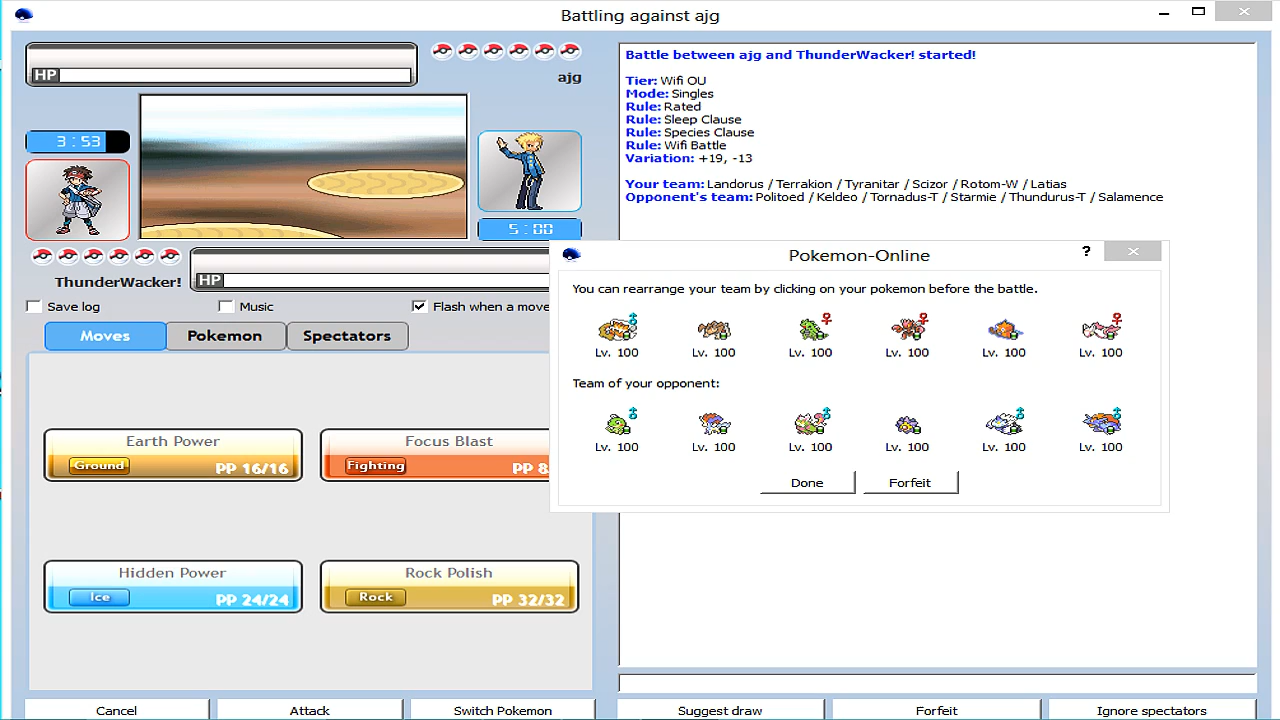 Battling against ajg
HP
ajg
3:53
5:00
ThunderWacker!
HP
Save log
Music
Flash when a move
Moves
Pokemon
Spectators
Earth Power
Ground
PP 16/16
Focus Blast
Fighting
PP 8
Hidden Power
Ice
PP 24/24
Rock Polish
Rock
PP 32/32
Battle between ajg and ThunderWacker! started!
Tier: Wifi OU
Mode: Singles
Rule: Rated
Rule: Sleep Clause
Rule: Species Clause
Rule: Wifi Battle
Variation: +19, -13
Your team: Landorus / Terrakion / Tyranitar / Scizor / Rotom-W / Latias
Opponent's team: Politoed / Keldeo / Tornadus-T / Starmie / Thundurus-T / Salamence
Pokemon-Online
?
You can rearrange your team by clicking on your pokemon before the battle.
Lv. 100 Lv. 100 Lv. 100 Lv. 100 Lv. 100 Lv. 100
Team of your opponent:
Lv. 100 Lv. 100 Lv. 100 Lv. 100 Lv. 100 Lv. 100
Done
Forfeit
Cancel
Attack
Switch Pokemon
Suggest draw
Forfeit
Ignore spectators